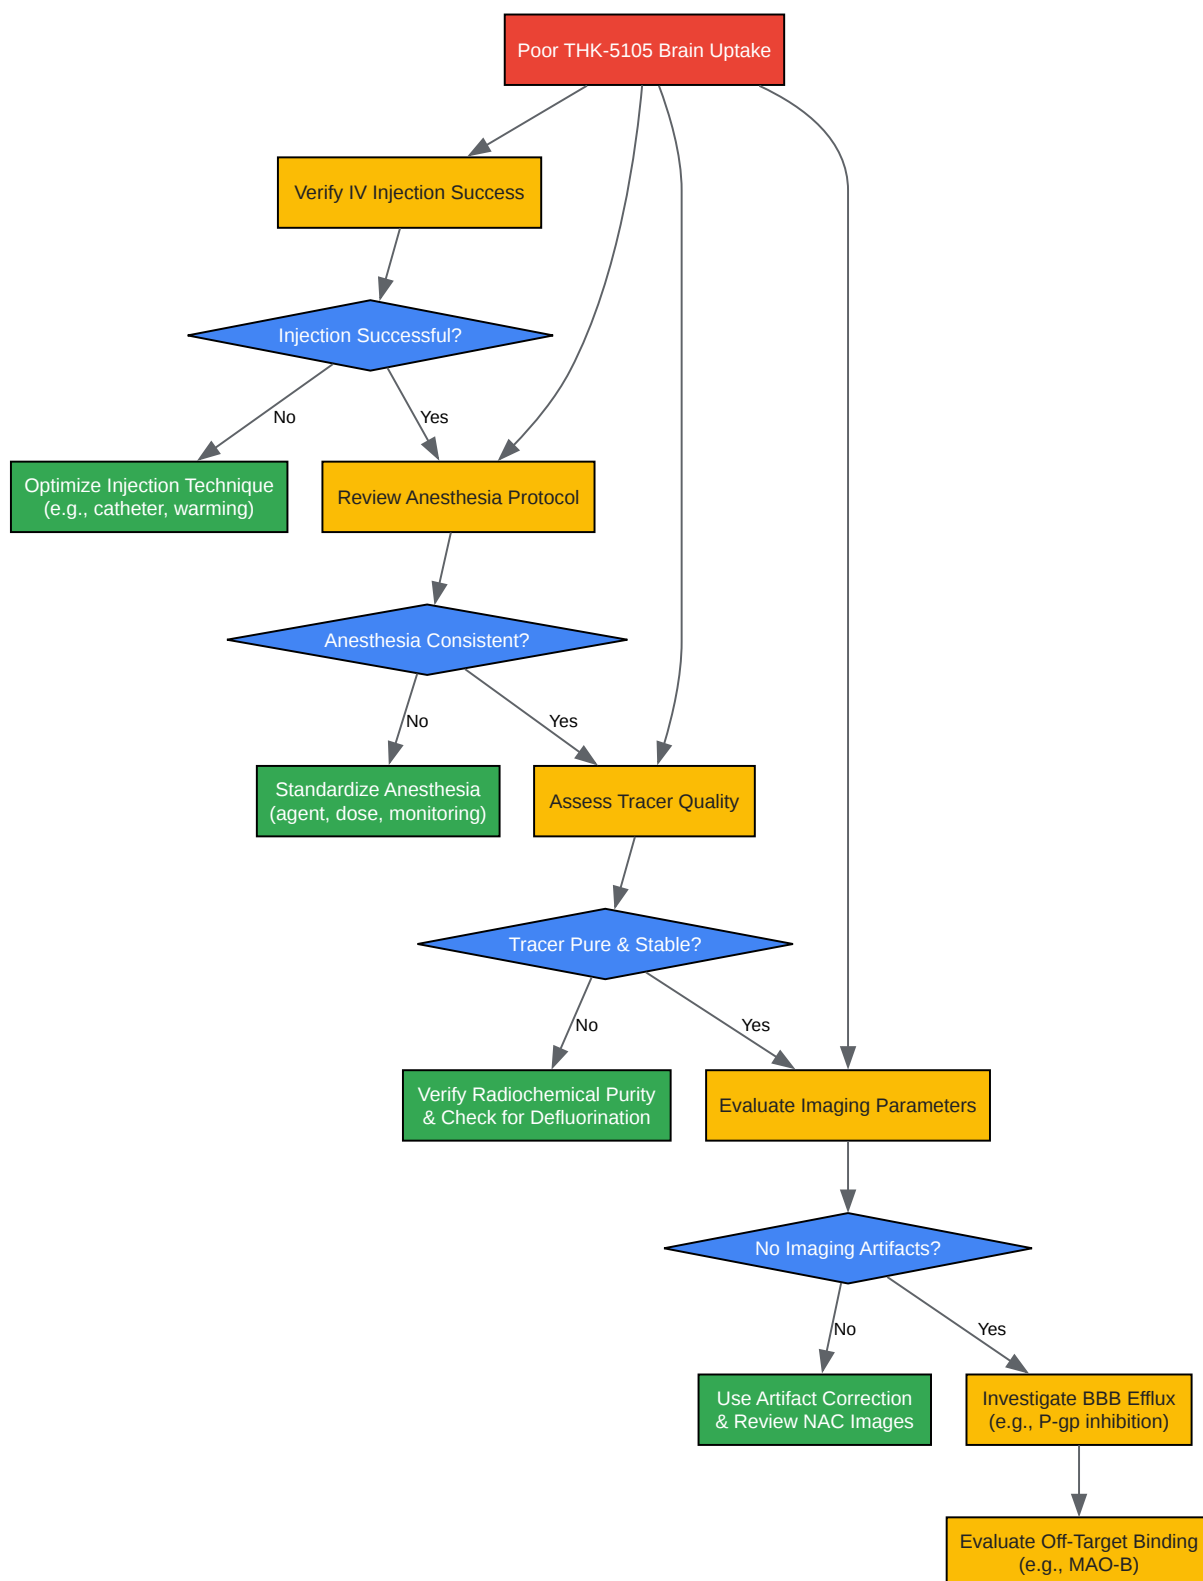 Poor THK-5105 Brain Uptake
Verify IV Injection Success
Injection Successful?
No
Yes
Optimize Injection Technique
(e.g., catheter, warming)
Review Anesthesia Protocol
Anesthesia Consistent?
No
Yes
Standardize Anesthesia
(agent, dose, monitoring)
Assess Tracer Quality
Tracer Pure & Stable?
No
Yes
Verify Radiochemical Purity
& Check for Defluorination
Evaluate Imaging Parameters
No Imaging Artifacts?
No
Yes
Use Artifact Correction
& Review NAC Images
Investigate BBB Efflux
(e.g., P-gp inhibition)
Evaluate Off-Target Binding
(e.g., MAO-B)